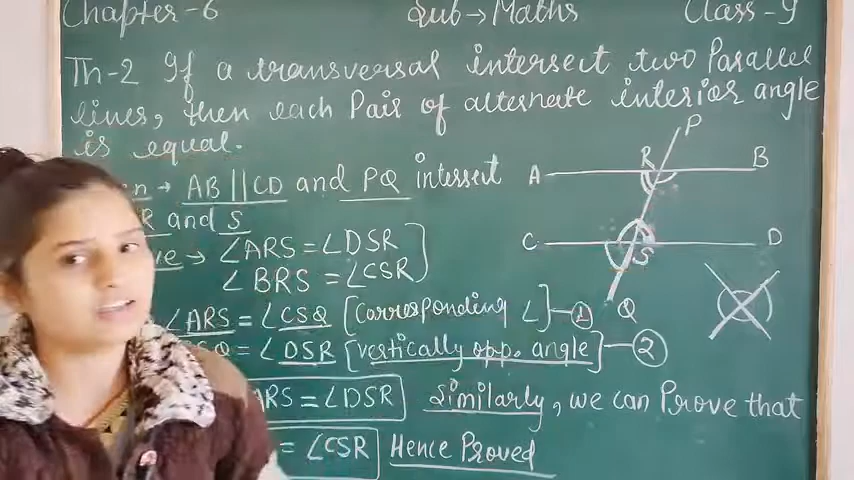 Chapter-6 Sub→Maths Class-9
Th-2 If a transversal intersect two Parallel
lines, then each Pair of alternate interior angle
is equal.
→ AB||CD and PQ intersect
R and S
→ ∠ARS = ∠DSR
∠BRS = ∠CSR
∠ARS = ∠CSQ [Corresponding ∠] — 1
= ∠DSR [vertically opp. angle] — 2
ARS = ∠DSR Similarly, we can Prove that
= ∠CSR Hence Proved
P
A R B
C S D
Q